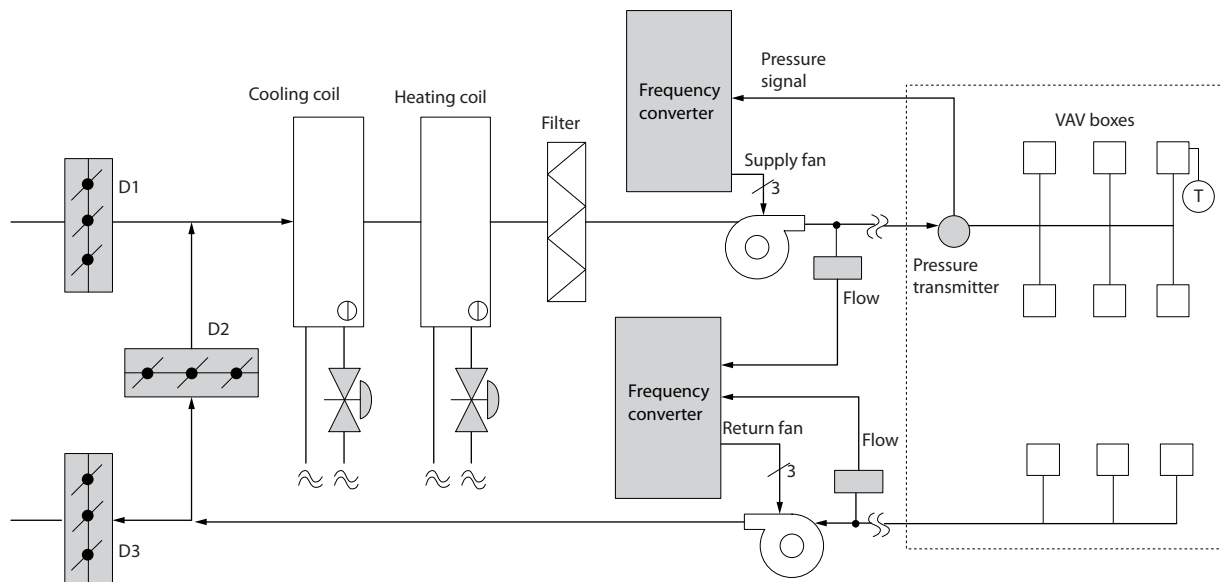 Cooling coil
Heating coil
Filter
Frequency
converter
Pressure
signal
VAV boxes
D1
Supply fan
3
T
Pressure
transmitter
Flow
D2
Frequency
converter
Return fan
Flow
3
D3